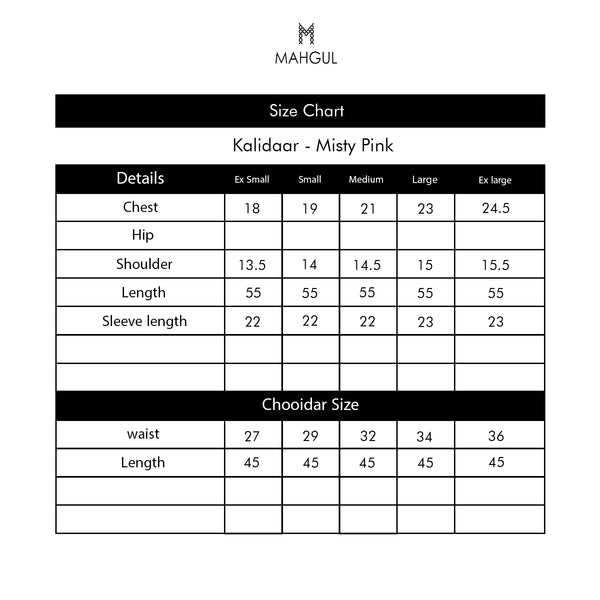 MAHGUL
Size Chart
Kalidaar - Misty Pink
Details Ex Small Small Medium Large Ex large
Chest 18 19 21 23 24.5
Hip
Shoulder 13.5 14 14.5 15 15.5
Length 55 55 55 55 55
Sleeve length 22 22 22 23 23
Chooidar Size
waist 27 29 32 34 36
Length 45 45 45 45 45